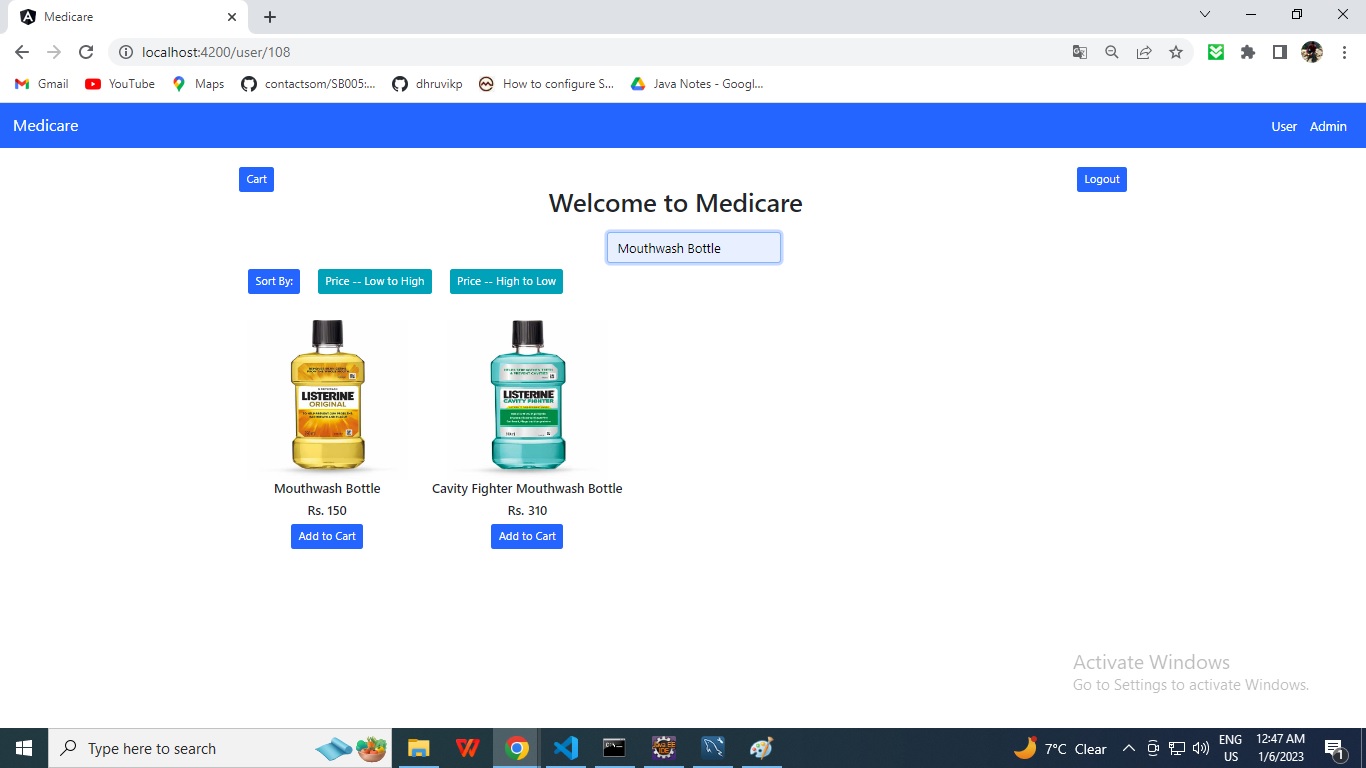 Medicare
localhost:4200/user/108
Gmail YouTube Maps contactsom/SB005:... dhruvikp How to configure S... Java Notes - Googl...
Medicare User Admin
Cart Logout
Welcome to Medicare
Mouthwash Bottle
Sort By: Price -- Low to High Price -- High to Low
LISTERINE
ORIGINAL
LISTERINE
CAVITY FIGHTER
Mouthwash Bottle Cavity Fighter Mouthwash Bottle
Rs. 150 Rs. 310
Add to Cart Add to Cart
Activate Windows
Go to Settings to activate Windows.
Type here to search
7°C Clear
ENG
US
12:47 AM
1/6/2023
1